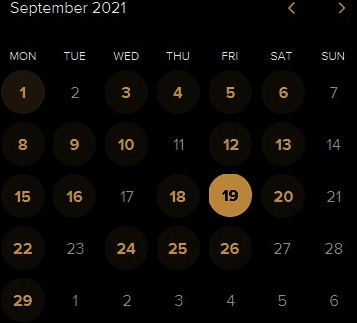 September 2021
MON TUE WED THU FRI SAT SUN
1 2 3 4 5 6 7
8 9 10 11 12 13 14
15 16 17 18 19 20 21
22 23 24 25 26 27 28
29 1 2 3 4 5 6